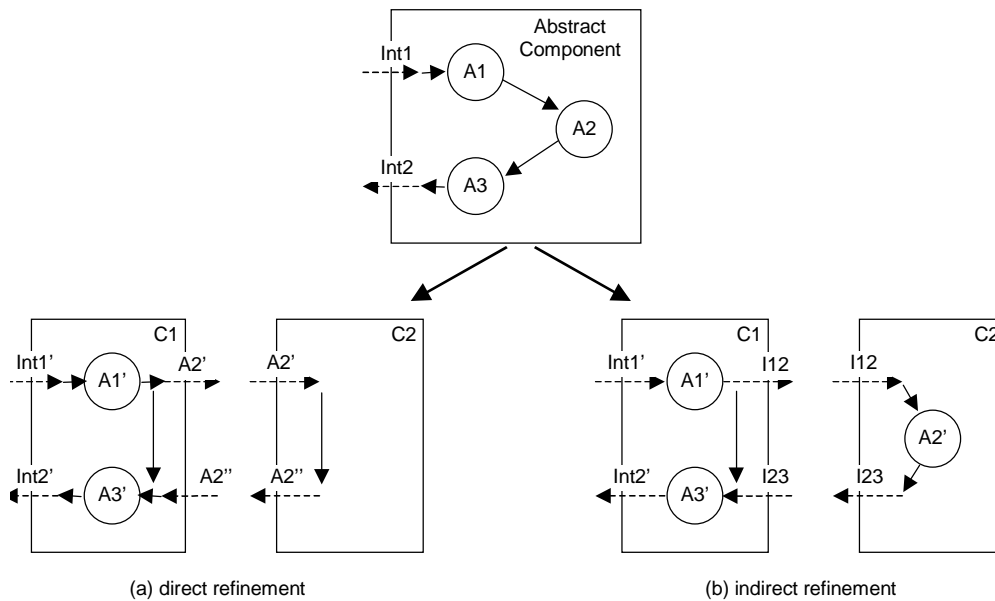 Abstract
Component
Int1
A1
A2
Int2
A3
C1
C2
C1
C2
Int1'
A1'
A2'
A2'
Int1'
A1'
I12
I12
A2'
Int2'
A3'
A2''
A2''
Int2'
A3'
I23
I23
(a) direct refinement
(b) indirect refinement